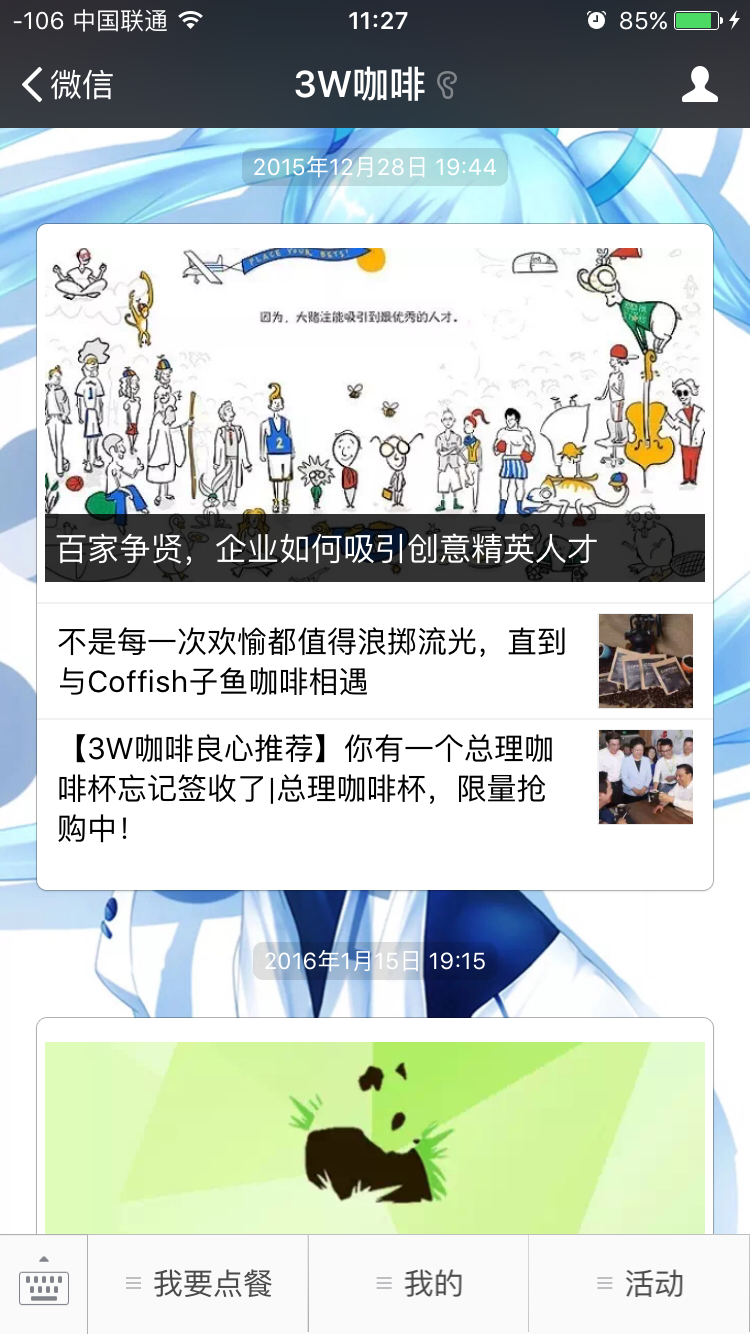 -106 中国联通 11:27 85%
微信 3W咖啡
2015年12月28日 19:44
PLACE YOUR BETS!
因为，大赌注能吸引到最优秀的人才.
1
2
百家争贤，企业如何吸引创意精英人才
不是每一次欢愉都值得浪掷流光，直到
与Coffish子鱼咖啡相遇
【3W咖啡良心推荐】你有一个总理咖
啡杯忘记签收了|总理咖啡杯，限量抢
购中！
2016年1月15日 19:15
我要点餐 我的 活动